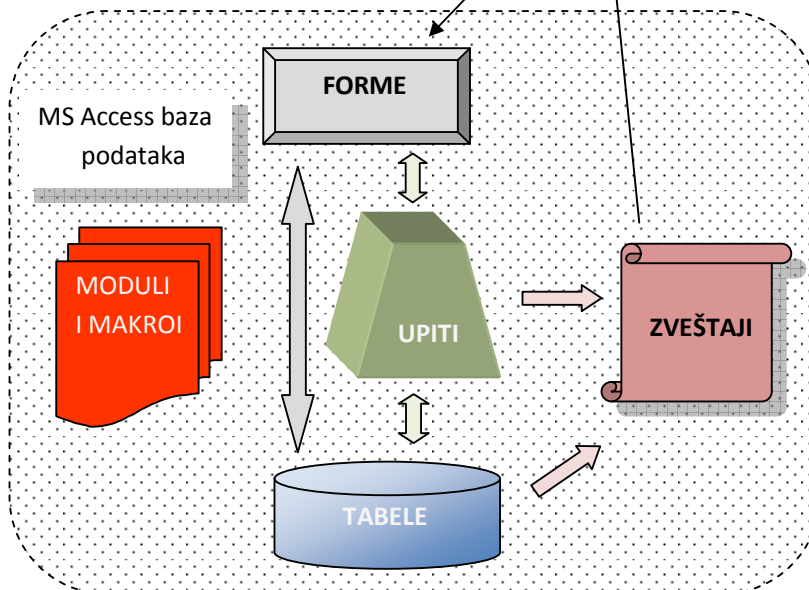 FORME
MS Access baza
podataka
MODULI
I MAKROI
UPITI
ZVEŠTAJI
TABELE